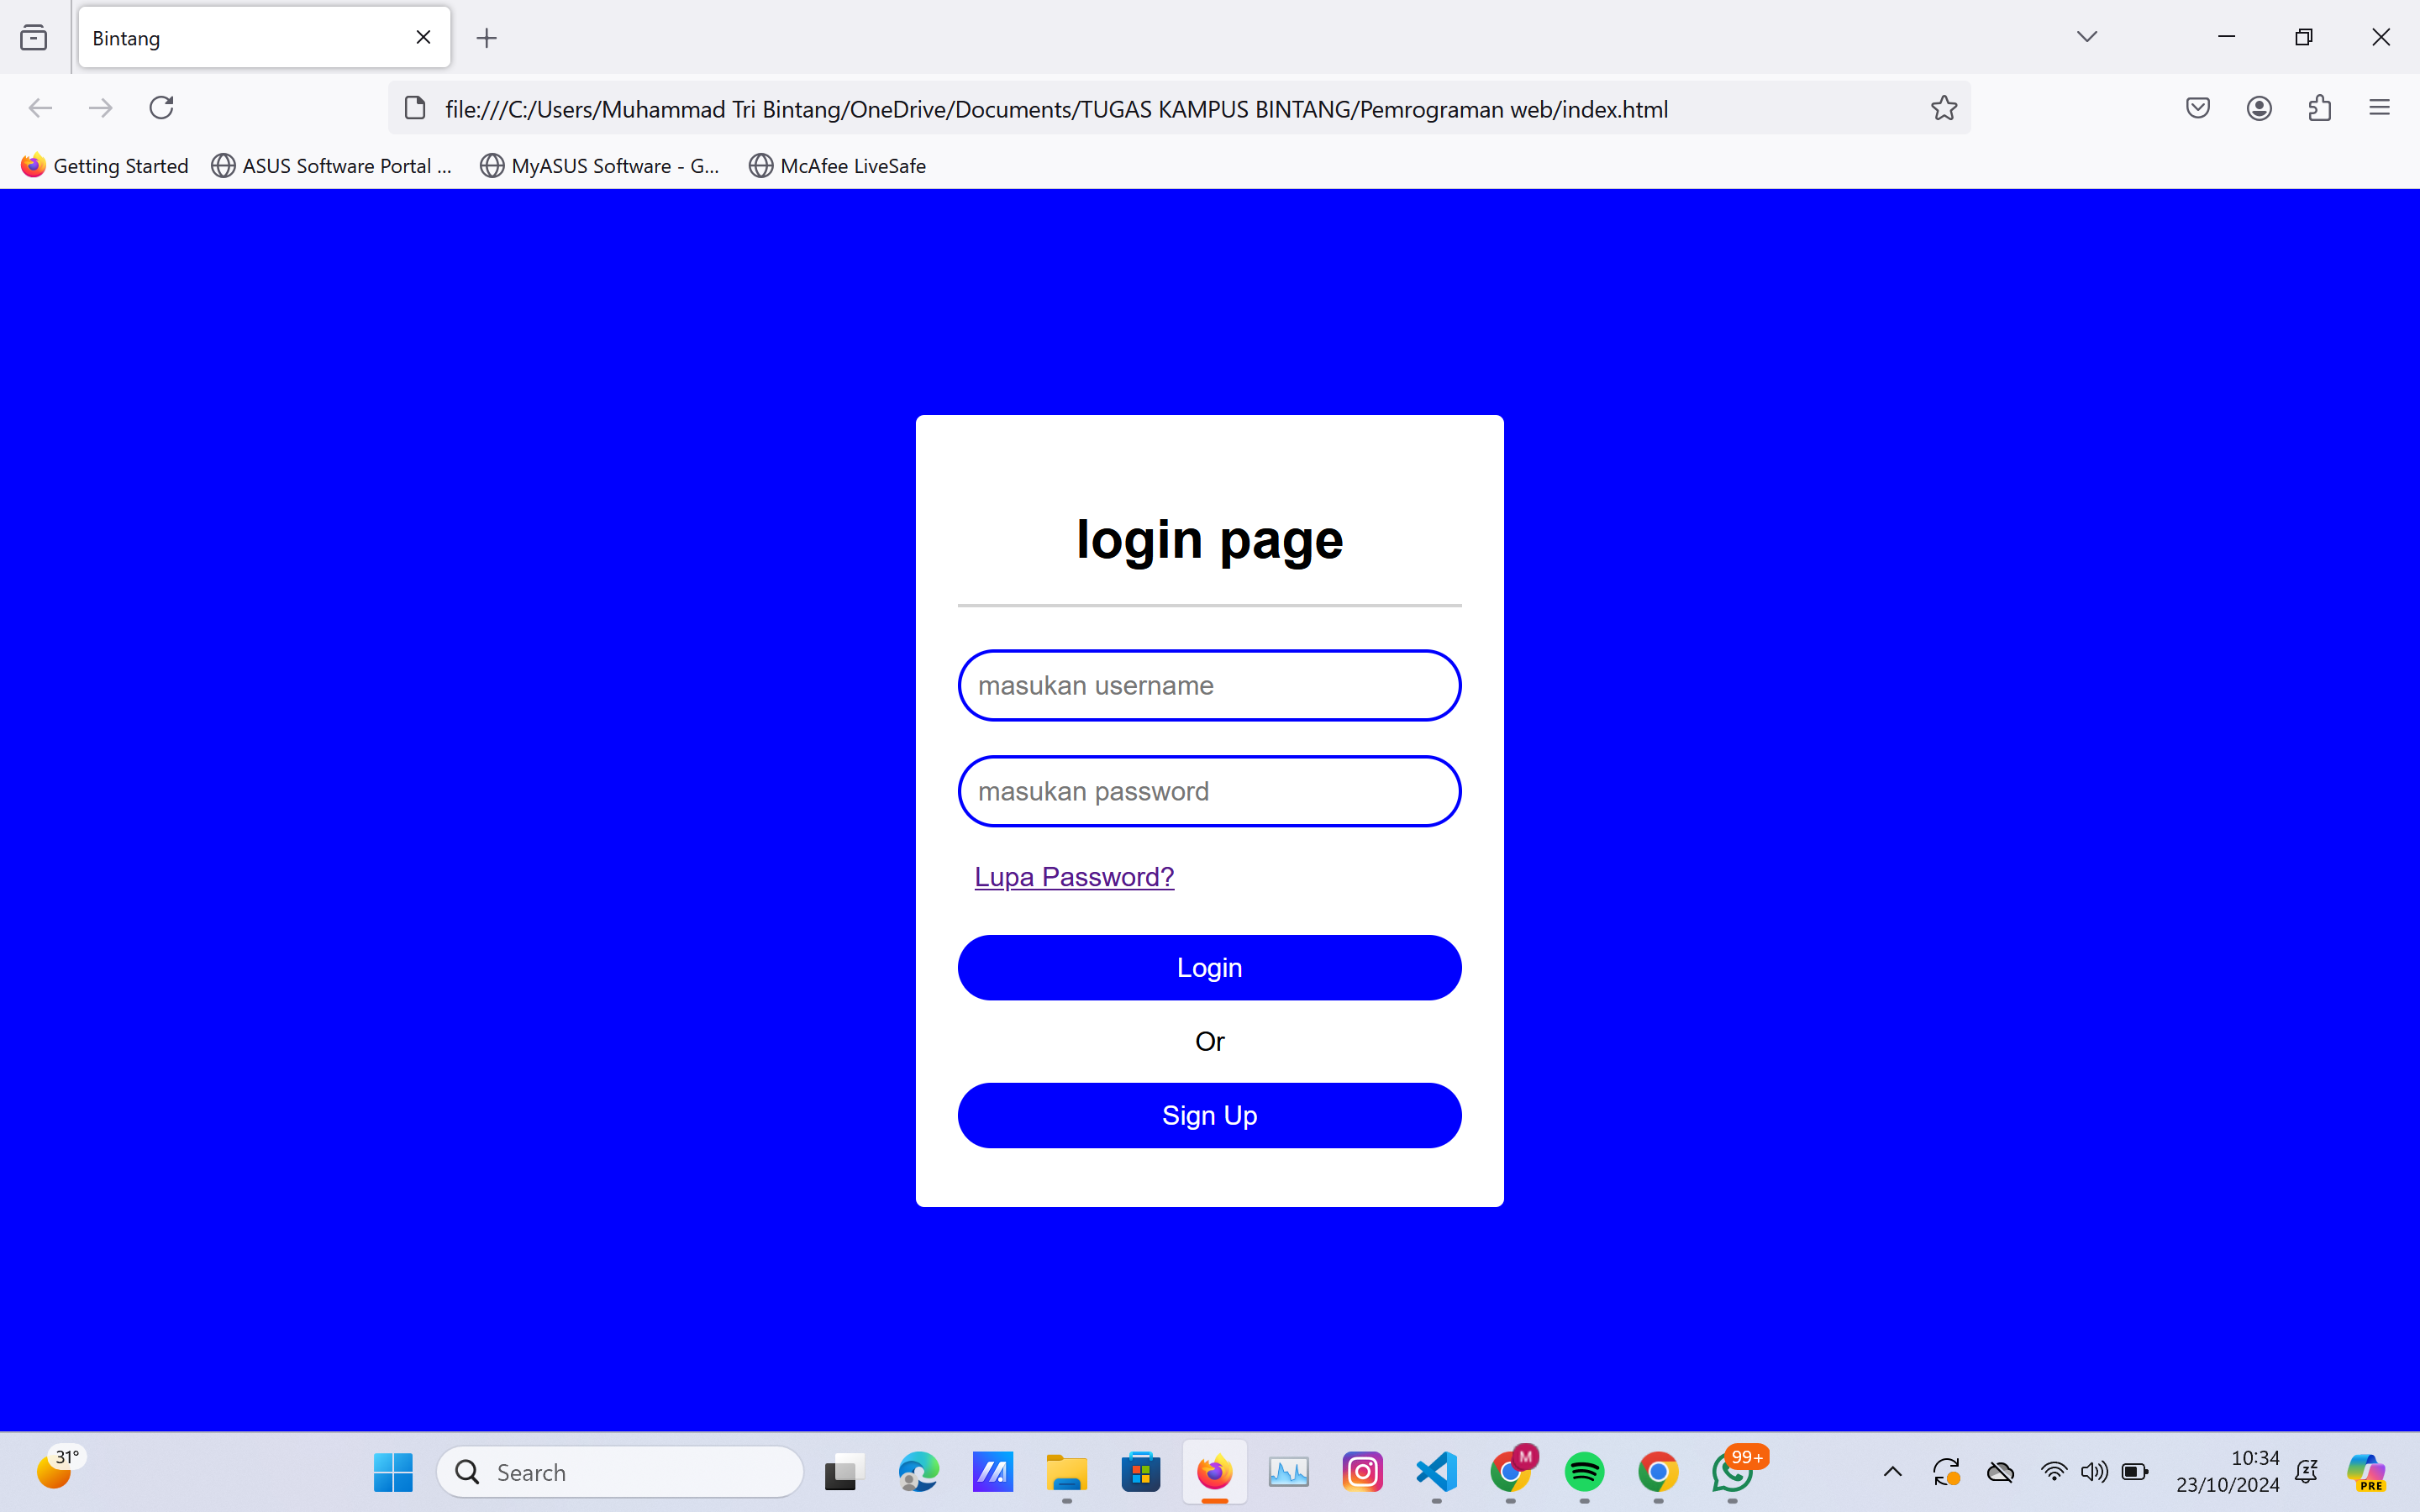 Bintang
file:///C:/Users/Muhammad Tri Bintang/OneDrive/Documents/TUGAS KAMPUS BINTANG/Pemrograman web/index.html
Getting Started ASUS Software Portal ... MyASUS Software - G... McAfee LiveSafe
login page
masukan username
masukan password
Lupa Password?
Login
Or
Sign Up
31°
Search
M
99+
10:34
23/10/2024
PRE